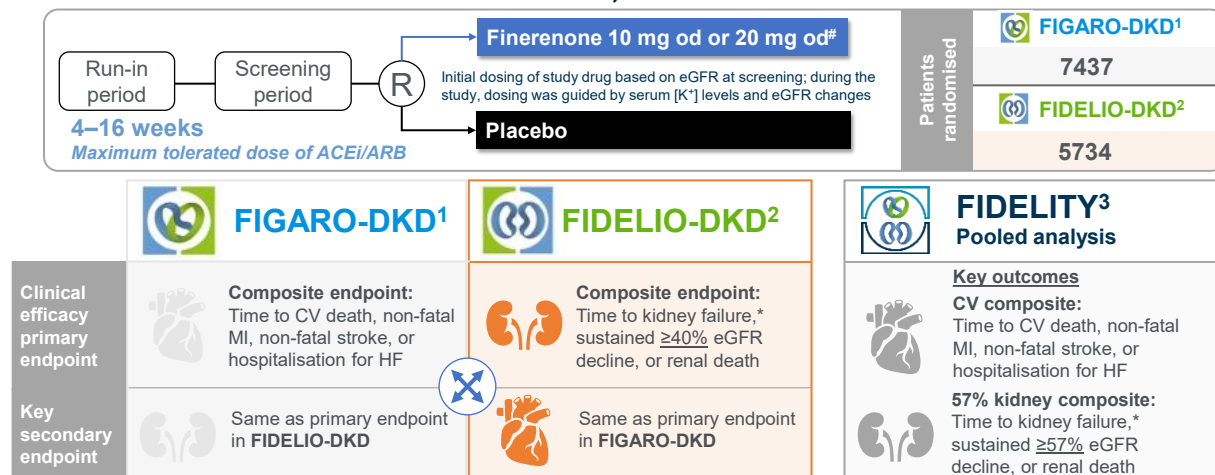 Run-in
period
Screening
period
R
4–16 weeks
Maximum tolerated dose of ACEi/ARB
Finerenone 10 mg od or 20 mg od#
Initial dosing of study drug based on eGFR at screening; during the
study, dosing was guided by serum [K+] levels and eGFR changes
Placebo
Patients
randomised
FIGARO-DKD1
7437
FIDELIO-DKD2
5734
FIGARO-DKD1
FIDELIO-DKD2
Clinical
efficacy
primary
endpoint
Composite endpoint:
Time to CV death, non-fatal
MI, non-fatal stroke, or
hospitalisation for HF
Composite endpoint:
Time to kidney failure,*
sustained ≥40% eGFR
decline, or renal death
Key
secondary
endpoint
Same as primary endpoint
in FIDELIO-DKD
Same as primary endpoint
in FIGARO-DKD
FIDELITY3
Pooled analysis
Key outcomes
CV composite:
Time to CV death, non-fatal
MI, non-fatal stroke, or
hospitalisation for HF
57% kidney composite:
Time to kidney failure,*
sustained ≥57% eGFR
decline, or renal death